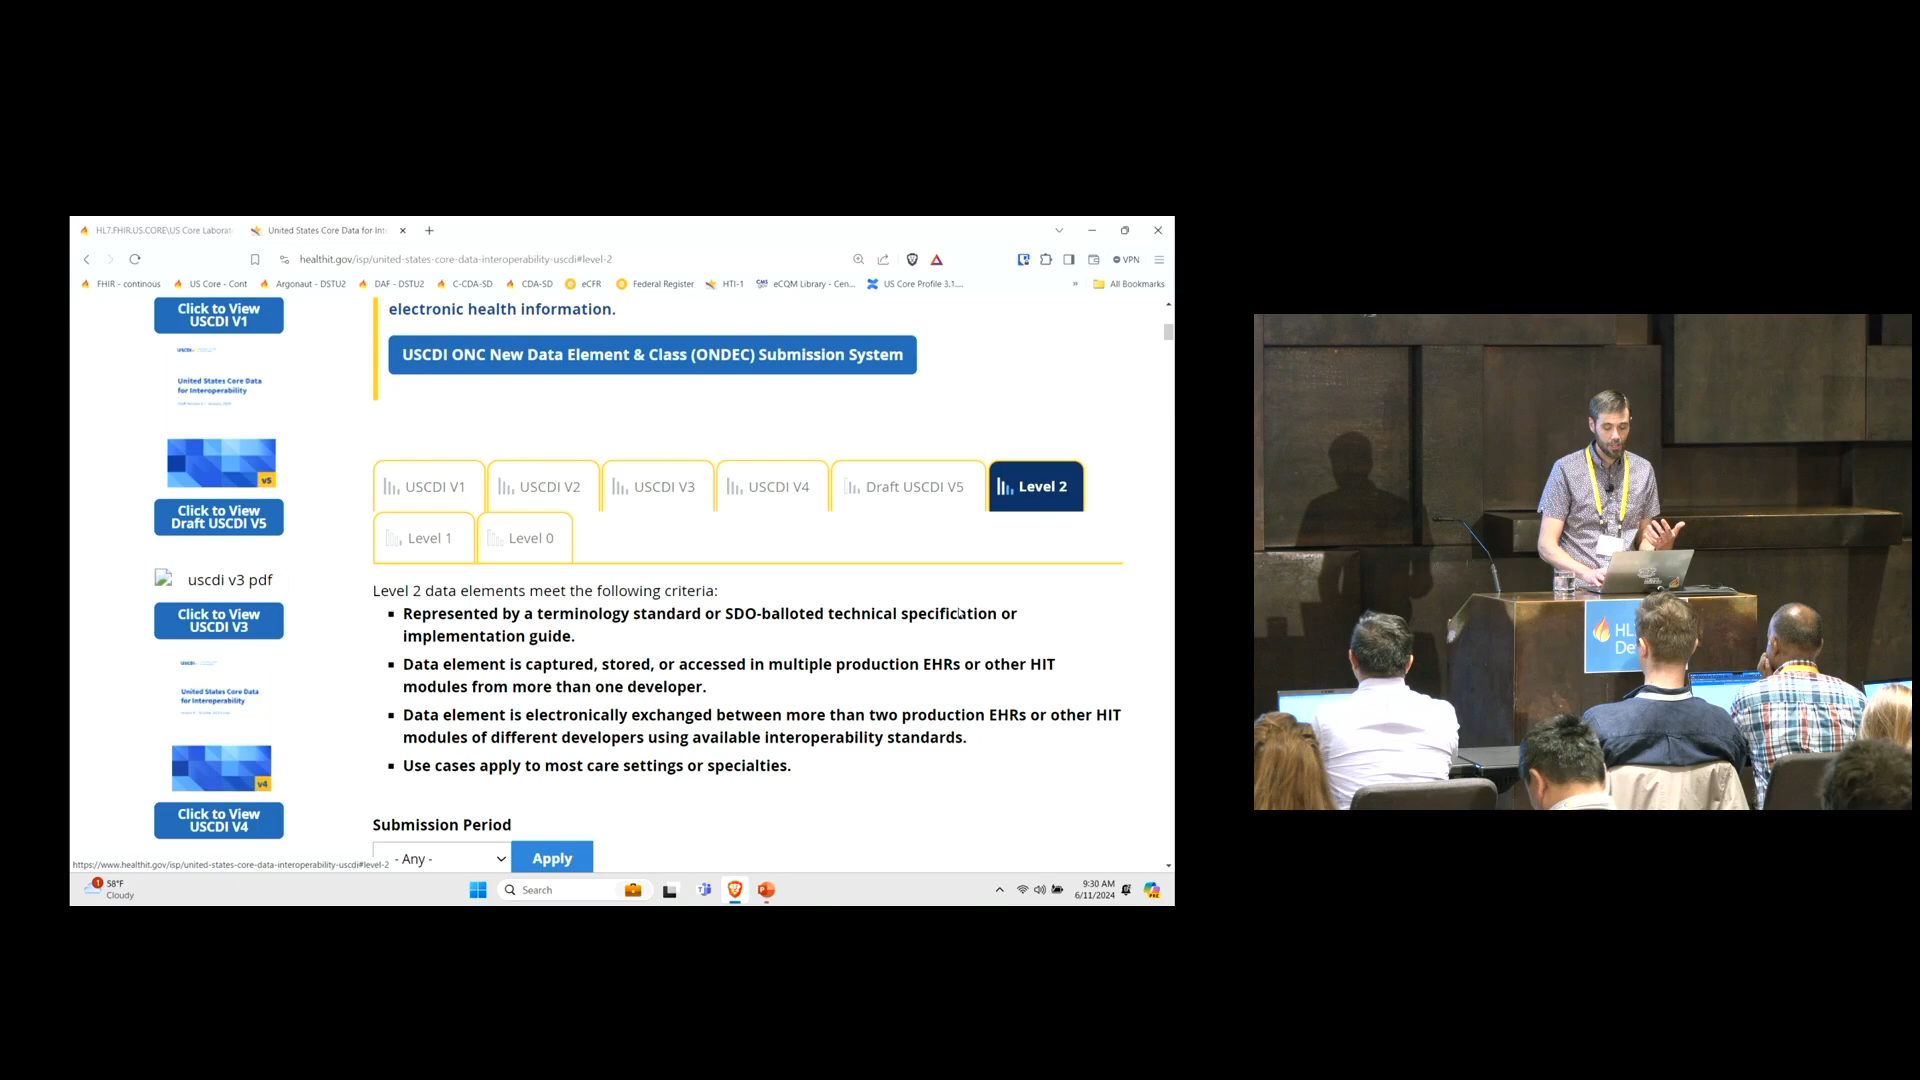 HL7.FHIR.US.CORE\US Core Laborat
United States Core Data for Int
healthit.gov/isp/united-states-core-data-interoperability-uscdi#level-2
VPN
FHIR - continous
US Core - Cont
Argonaut - DSTU2
DAF - DSTU2
C-CDA-SD
CDA-SD
eCFR
Federal Register
HTI-1
CMS
eCQM Library - Cen...
US Core Profile 3.1....
»
All Bookmarks
Click to View
USCDI V1
USCDI
United States Core Data
for Interoperability
v5
Click to View
Draft USCDI V5
uscdi v3 pdf
Click to View
USCDI V3
USCDI
United States Core Data
for Interoperability
v4
Click to View
USCDI V4
electronic health information.
USCDI ONC New Data Element & Class (ONDEC) Submission System
USCDI V1
USCDI V2
USCDI V3
USCDI V4
Draft USCDI V5
Level 2
Level 1
Level 0
Level 2 data elements meet the following criteria:
▪ Represented by a terminology standard or SDO-balloted technical specification or
implementation guide.
▪ Data element is captured, stored, or accessed in multiple production EHRs or other HIT
modules from more than one developer.
▪ Data element is electronically exchanged between more than two production EHRs or other HIT
modules of different developers using available interoperability standards.
▪ Use cases apply to most care settings or specialties.
Submission Period
- Any -
Apply
https://www.healthit.gov/isp/united-states-core-data-interoperability-uscdi#level-2
1
58°F
Cloudy
Search
9:30 AM
6/11/2024
PRE
HL
De